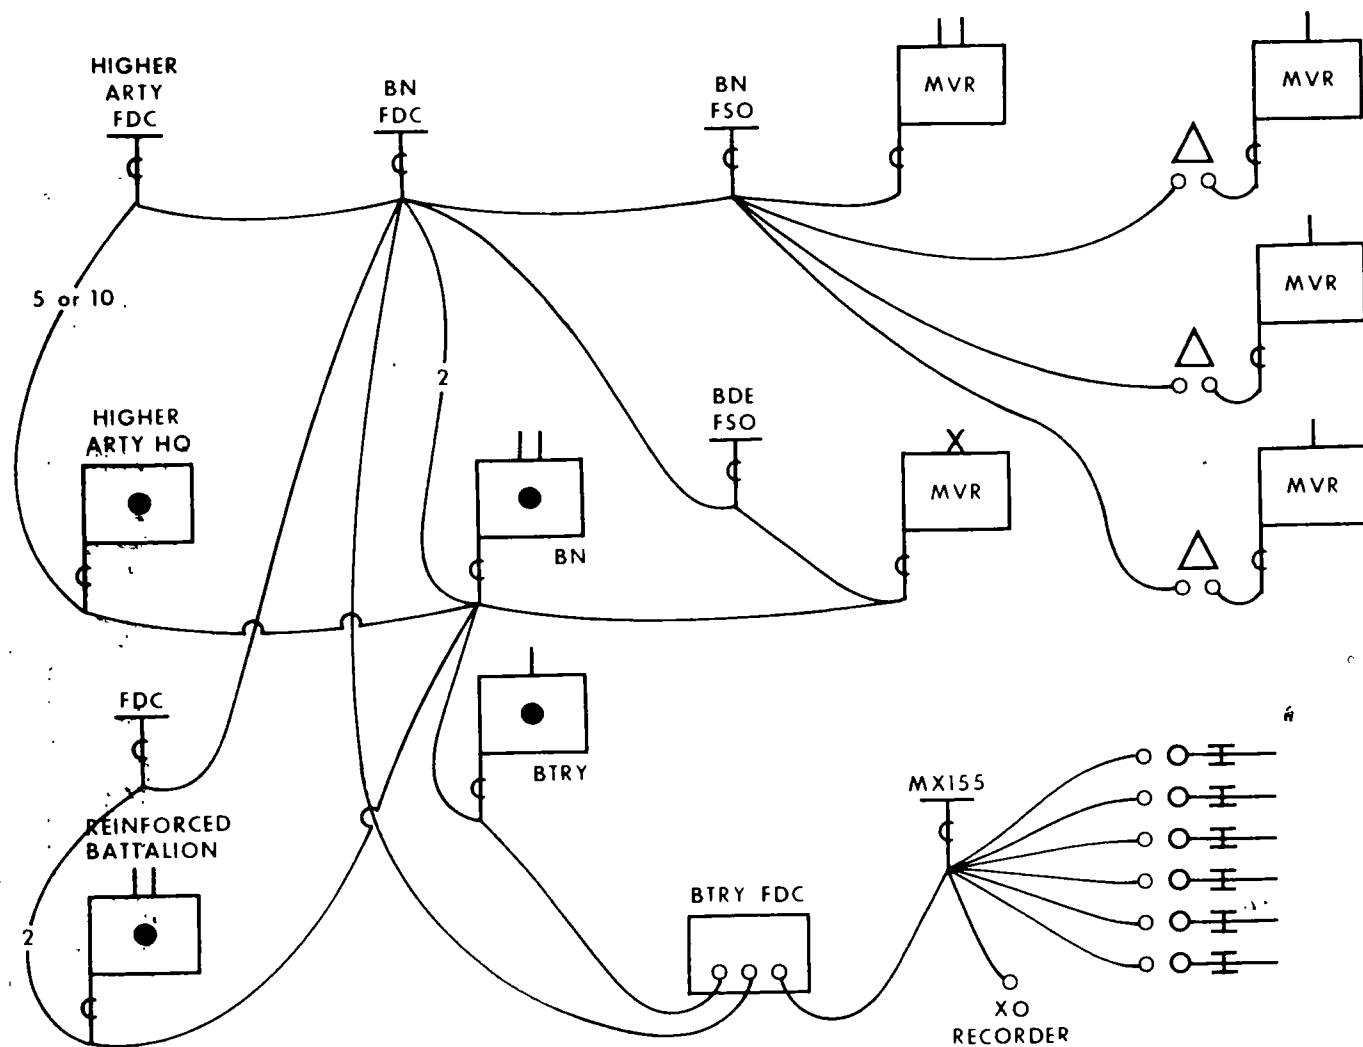 HIGHER
ARTY
FDC
BN
FDC
BN
FSO
MVR
MVR
5 or 10
MVR
2
HIGHER
ARTY HQ
BDE
FSO
MVR
MVR
BN
FDC
BTRY
REINFORCED
BATTALION
MX155
BTRY FDC
2
XO
RECORDER